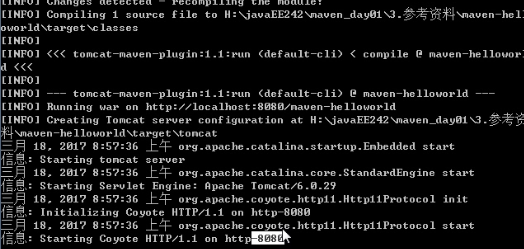 [INFO] Changes detected - recompiling the module!
[INFO] Compiling 1 source file to H:\javaEE242\maven_day01\3.参考资料\maven-hell
oworld\target\classes
[INFO]
[INFO] <<< tomcat-maven-plugin:1.1:run (default-cli) < compile @ maven-helloworl
d <<<
[INFO]
[INFO] --- tomcat-maven-plugin:1.1:run (default-cli) @ maven-helloworld ---
[INFO] Running war on http://localhost:8080/maven-helloworld
[INFO] Creating Tomcat server configuration at H:\javaEE242\maven_day01\3.参考资
料\maven-helloworld\target\tomcat
三月 18, 2017 8:57:36 上午 org.apache.catalina.startup.Embedded start
信息: Starting tomcat server
三月 18, 2017 8:57:36 上午 org.apache.catalina.core.StandardEngine start
信息: Starting Servlet Engine: Apache Tomcat/6.0.29
三月 18, 2017 8:57:36 上午 org.apache.coyote.http11.Http11Protocol init
信息: Initializing Coyote HTTP/1.1 on http-8080
三月 18, 2017 8:57:36 上午 org.apache.coyote.http11.Http11Protocol start
信息: Starting Coyote HTTP/1.1 on http-8080